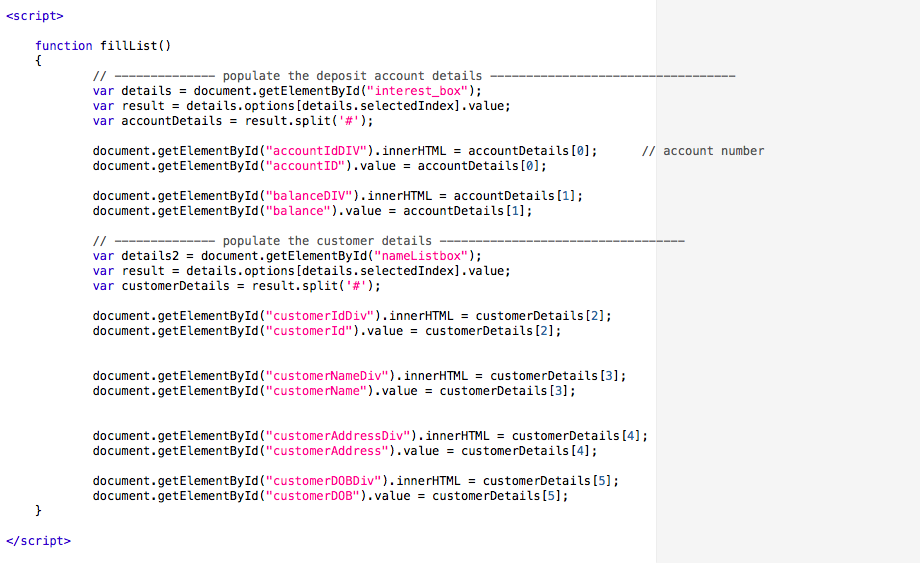 <script>
function fillList()
{
// -------------- populate the deposit account details ----------------------------------
var details = document.getElementById("interest_box");
var result = details.options[details.selectedIndex].value;
var accountDetails = result.split('#');
document.getElementById("accountIdDIV").innerHTML = accountDetails[0]; // account number
document.getElementById("accountID").value = accountDetails[0];
document.getElementById("balanceDIV").innerHTML = accountDetails[1];
document.getElementById("balance").value = accountDetails[1];
// -------------- populate the customer details ----------------------------------
var details2 = document.getElementById("nameListbox");
var result = details.options[details.selectedIndex].value;
var customerDetails = result.split('#');
document.getElementById("customerIdDiv").innerHTML = customerDetails[2];
document.getElementById("customerId").value = customerDetails[2];
document.getElementById("customerNameDiv").innerHTML = customerDetails[3];
document.getElementById("customerName").value = customerDetails[3];
document.getElementById("customerAddressDiv").innerHTML = customerDetails[4];
document.getElementById("customerAddress").value = customerDetails[4];
document.getElementById("customerDOBDiv").innerHTML = customerDetails[5];
document.getElementById("customerDOB").value = customerDetails[5];
}
</script>